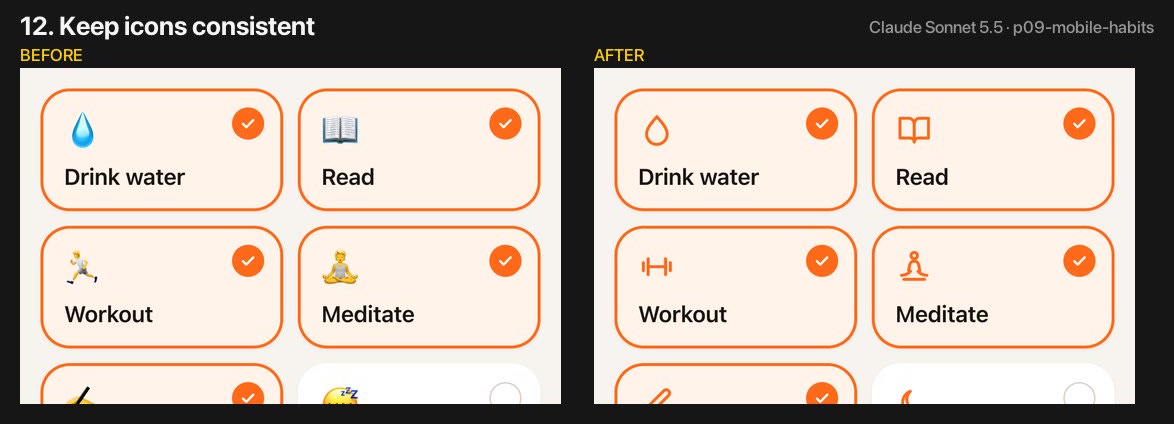 12. Keep icons consistent
Claude Sonnet 5.5 · p09-mobile-habits
BEFORE
AFTER
Drink water
Read
Drink water
Read
Workout
Meditate
Workout
Meditate
zzz